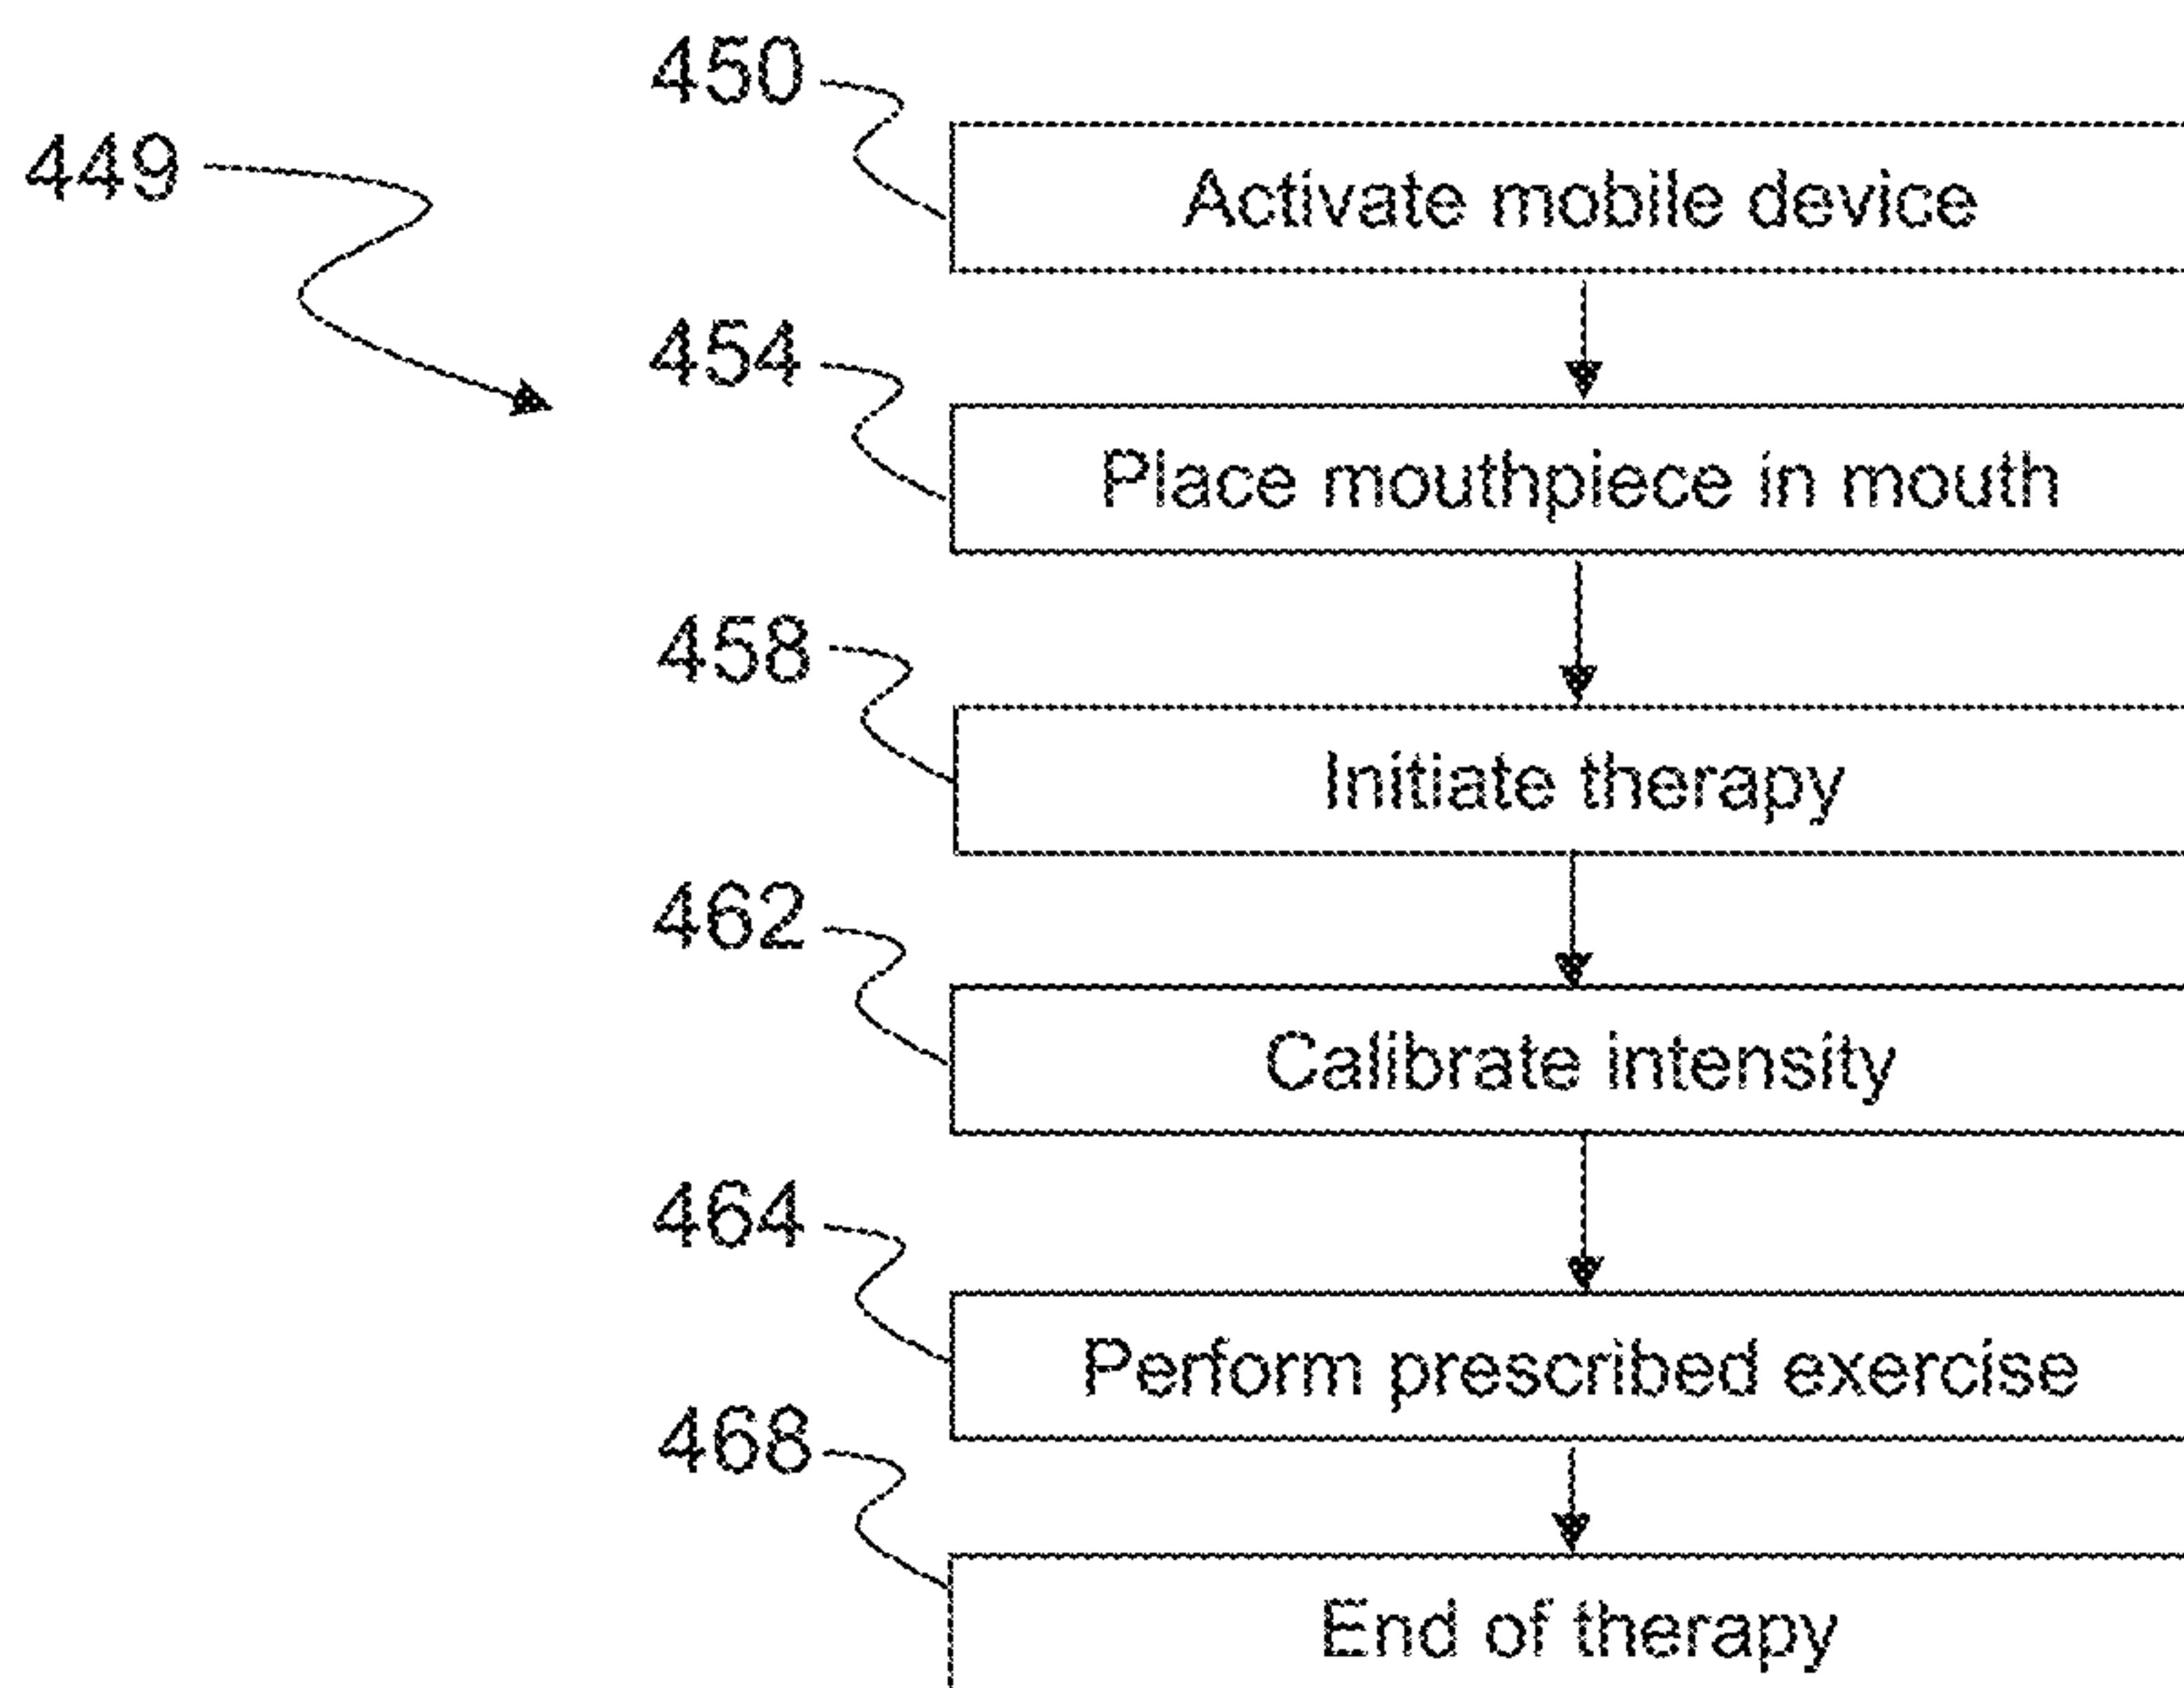 450
Activate mobile device
449
454
Place mouthpiece in mouth
458
Initiate therapy
462
Calibrate intensity
464
Perform prescribed exercise
468
End of therapy